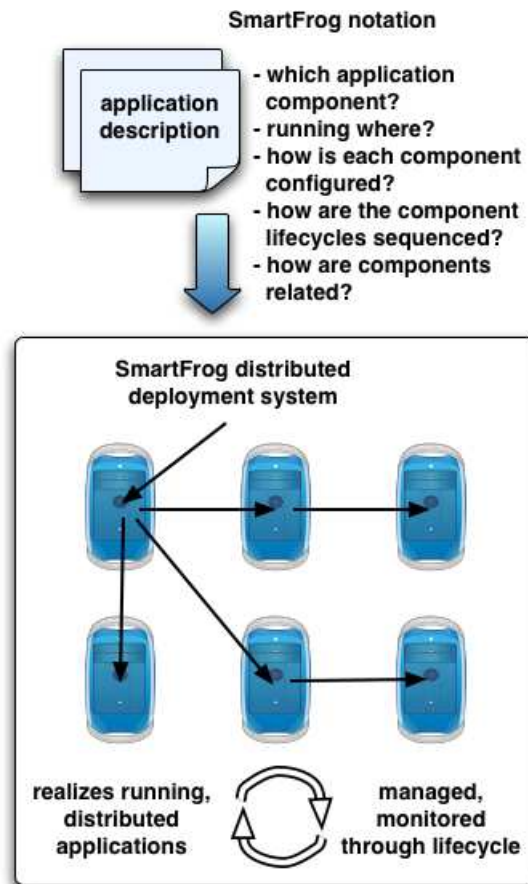 SmartFrog notation
application
description
- which application
component?
- running where?
- how is each component
configured?
- how are the component
lifecycles sequenced?
- how are components
related?
SmartFrog distributed
deployment system
realizes running,
distributed
applications
managed,
monitored
through lifecycle